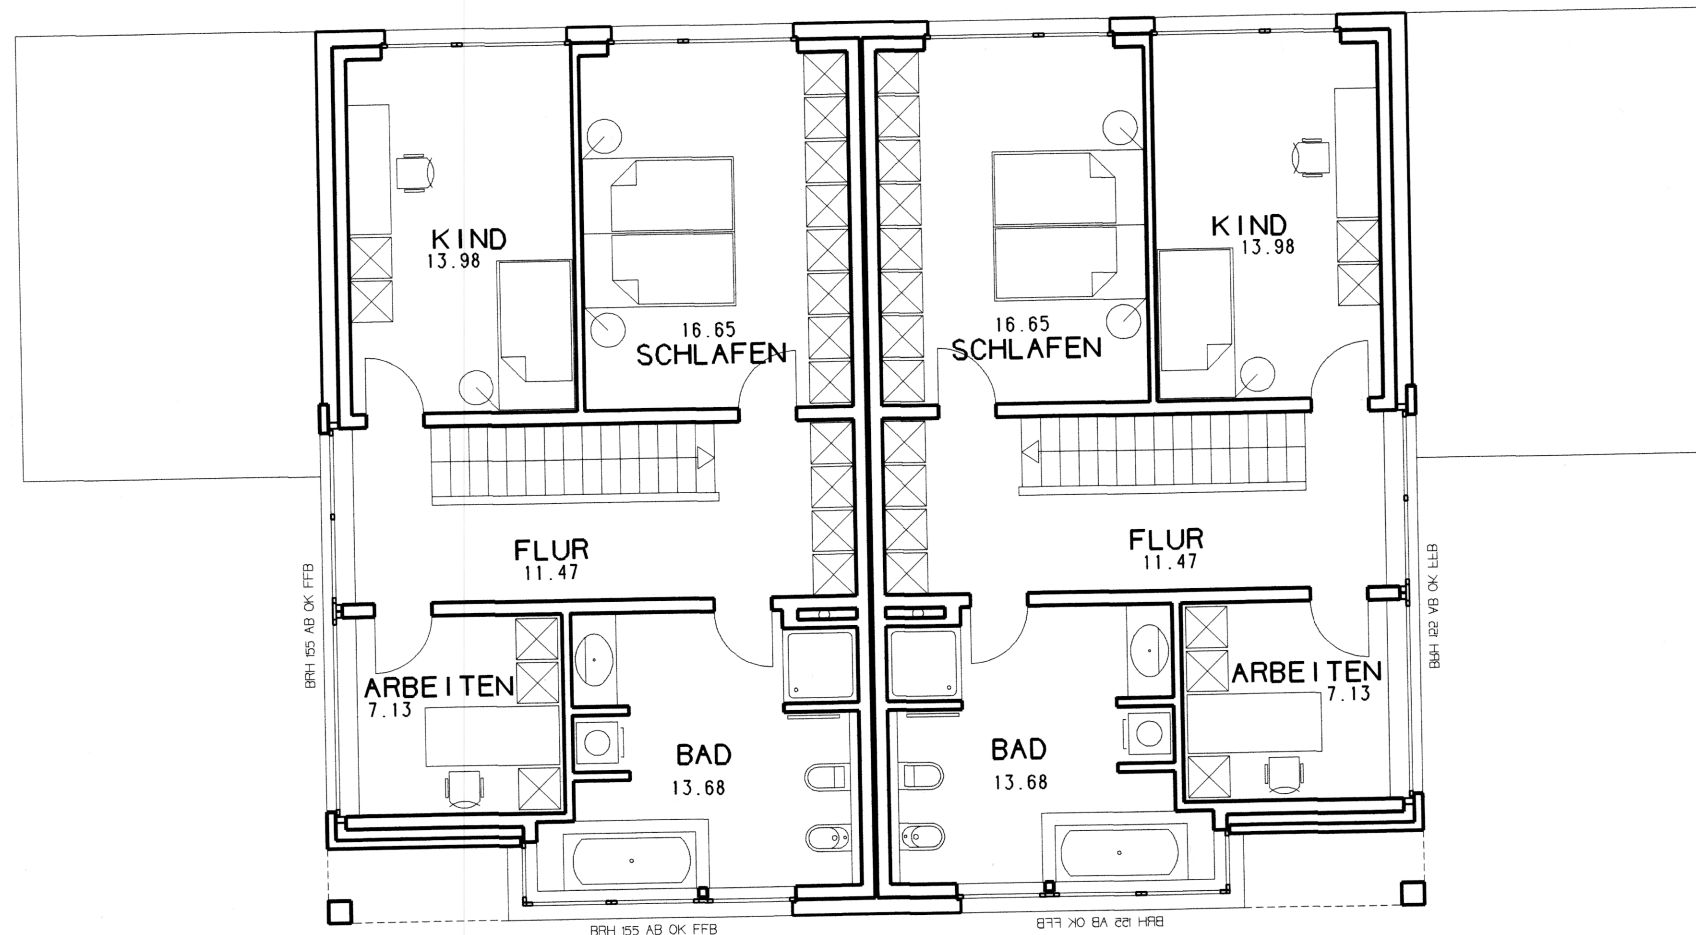 KIND
13.98
16.65
SCHLAFEN
16.65
SCHLAFEN
KIND
13.98
FLUR
11.47
FLUR
11.47
BRH 155 AB OK FFB
BRH 155 AB OK FFB
ARBEITEN
7.13
BAD
13.68
BAD
13.68
ARBEITEN
7.13
BRH 155 AB OK FFB
BRH 155 AB OK FFB